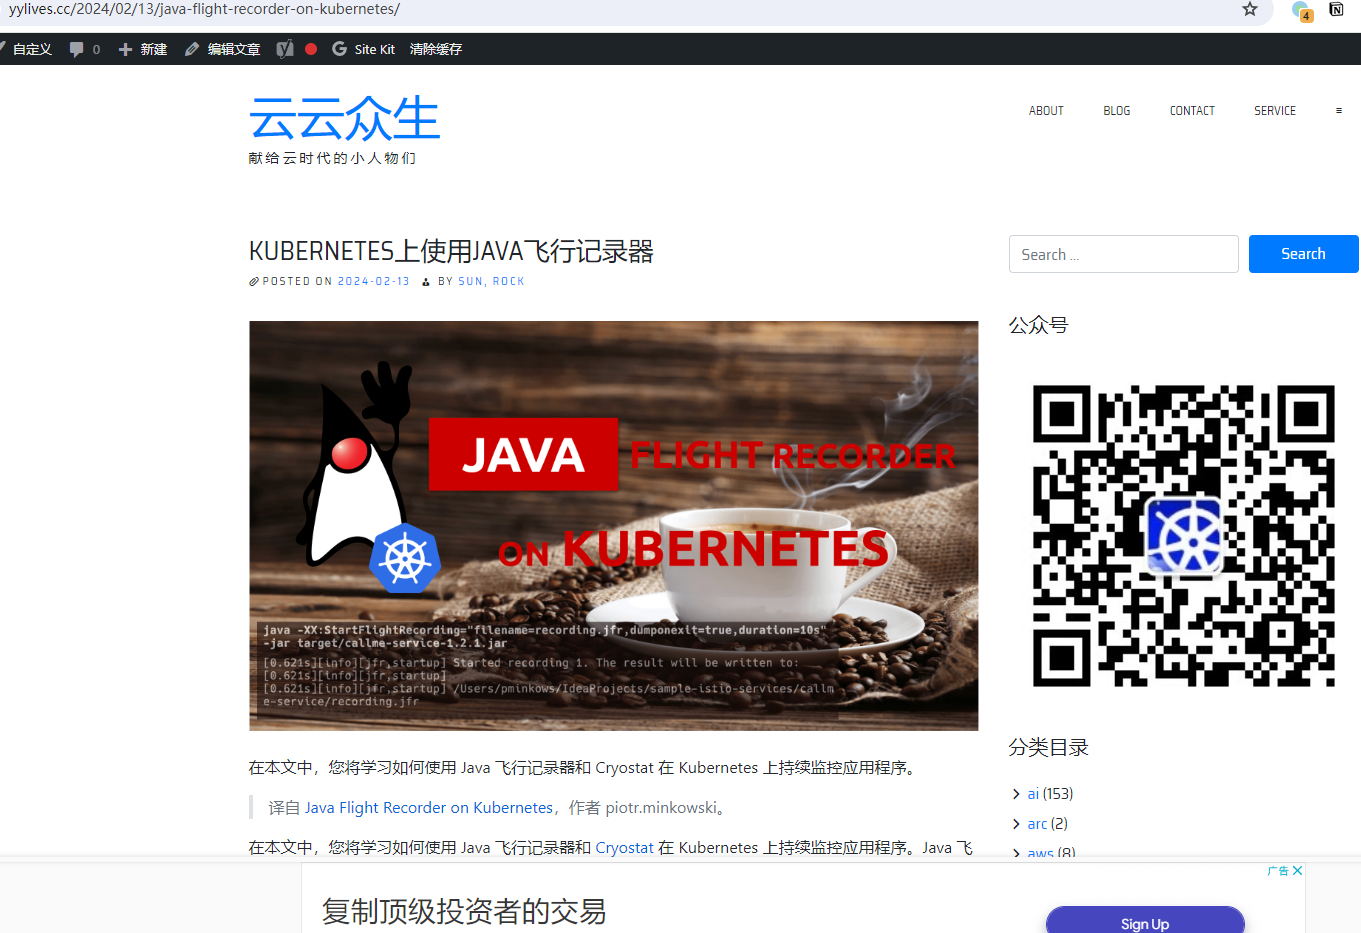 yylives.cc/2024/02/13/java-flight-recorder-on-kubernetes/
4
自定义 0 新建 编辑文章 Site Kit 清除缓存
云云众生
献给云时代的小人物们
ABOUT BLOG CONTACT SERVICE ≡
KUBERNETES上使用JAVA飞行记录器
POSTED ON 2024-02-13 BY SUN, ROCK
JAVA FLIGHT RECORDER
ON KUBERNETES
java -XX:StartFlightRecording="filename=recording.jfr,dumponexit=true,duration=10s"
-jar target/callme-service-1.2.1.jar
[0.621s][info][jfr,startup] Started recording 1. The result will be written to:
[0.621s][info][jfr,startup]
[0.621s][info][jfr,startup] /Users/pminkows/IdeaProjects/sample-istio-services/callm
e-service/recording.jfr
在本文中，您将学习如何使用 Java 飞行记录器和 Cryostat 在 Kubernetes 上持续监控应用程序。
译自 Java Flight Recorder on Kubernetes，作者 piotr.minkowski。
在本文中，您将学习如何使用 Java 飞行记录器和 Cryostat 在 Kubernetes 上持续监控应用程序。Java 飞
Search ...
Search
公众号
分类目录
ai (153)
arc (2)
aws (8)
广告
复制顶级投资者的交易
Sign Up